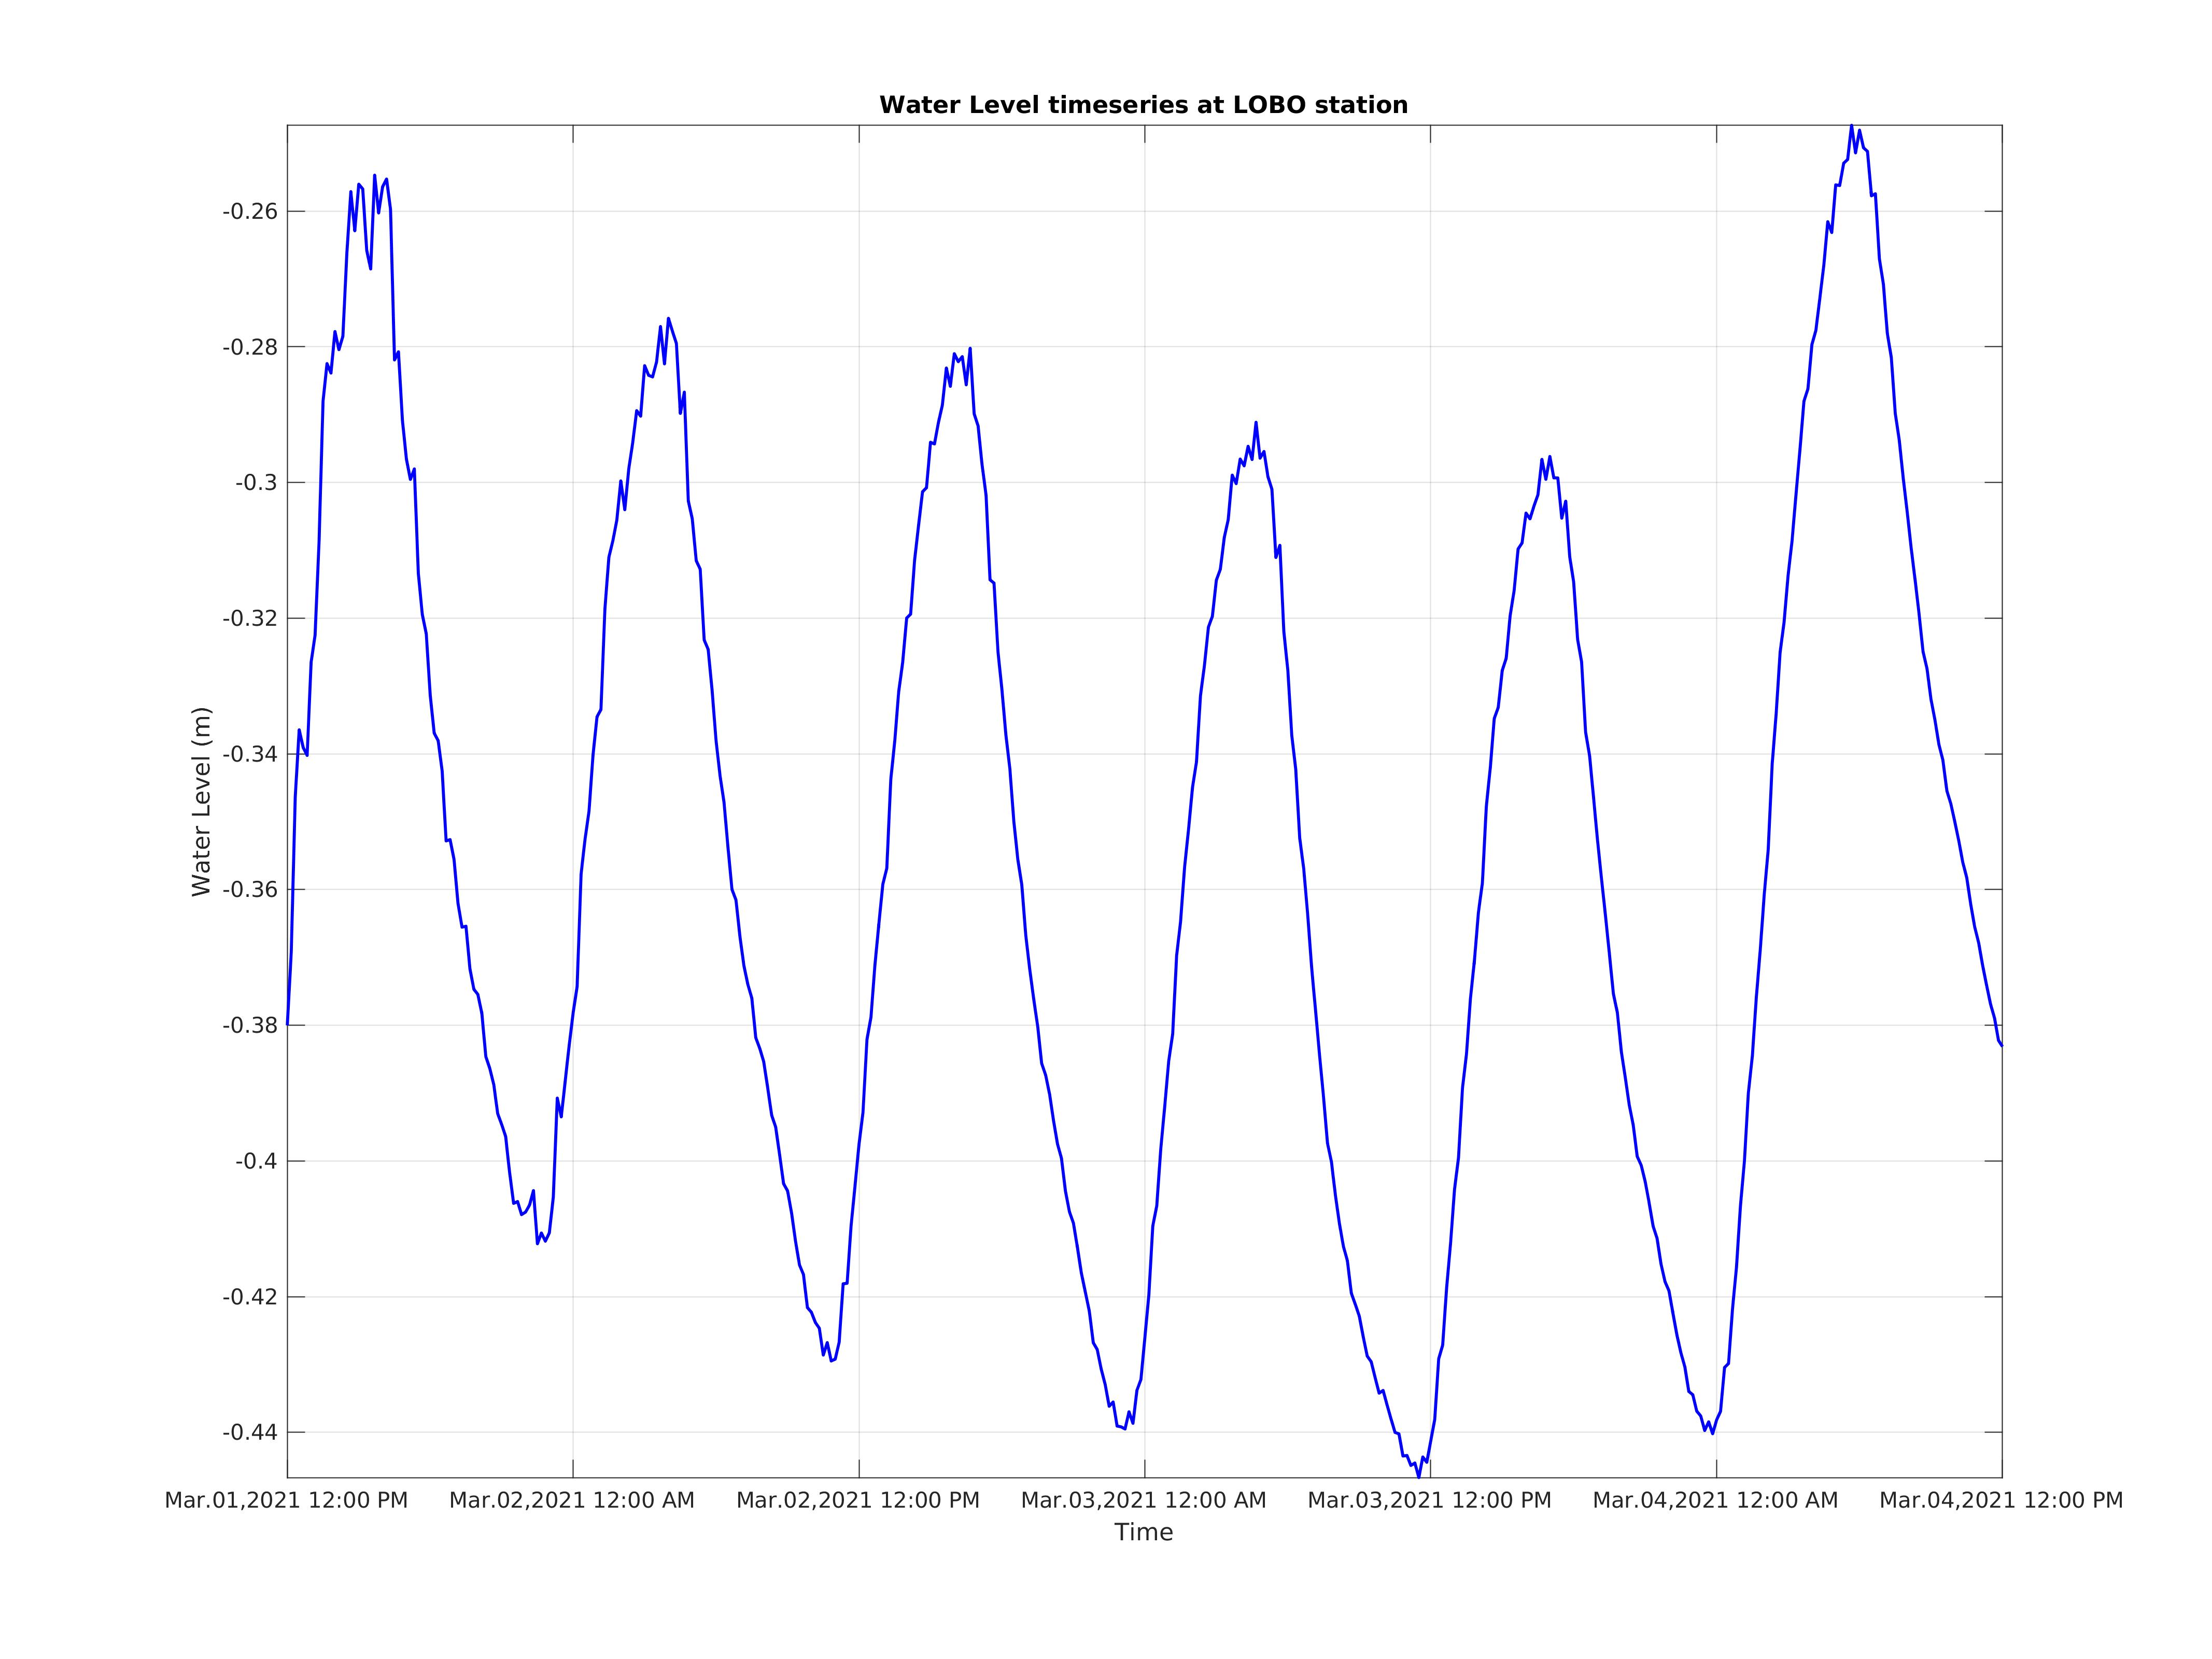 Water Level timeseries at LOBO station
-0.26
-0.28
-0.3
-0.32
-0.34
-0.36
-0.38
-0.4
-0.42
-0.44
Water Level (m)
Mar.01,2021 12:00 PM Mar.02,2021 12:00 AM Mar.02,2021 12:00 PM Mar.03,2021 12:00 AM Mar.03,2021 12:00 PM Mar.04,2021 12:00 AM Mar.04,2021 12:00 PM
Time